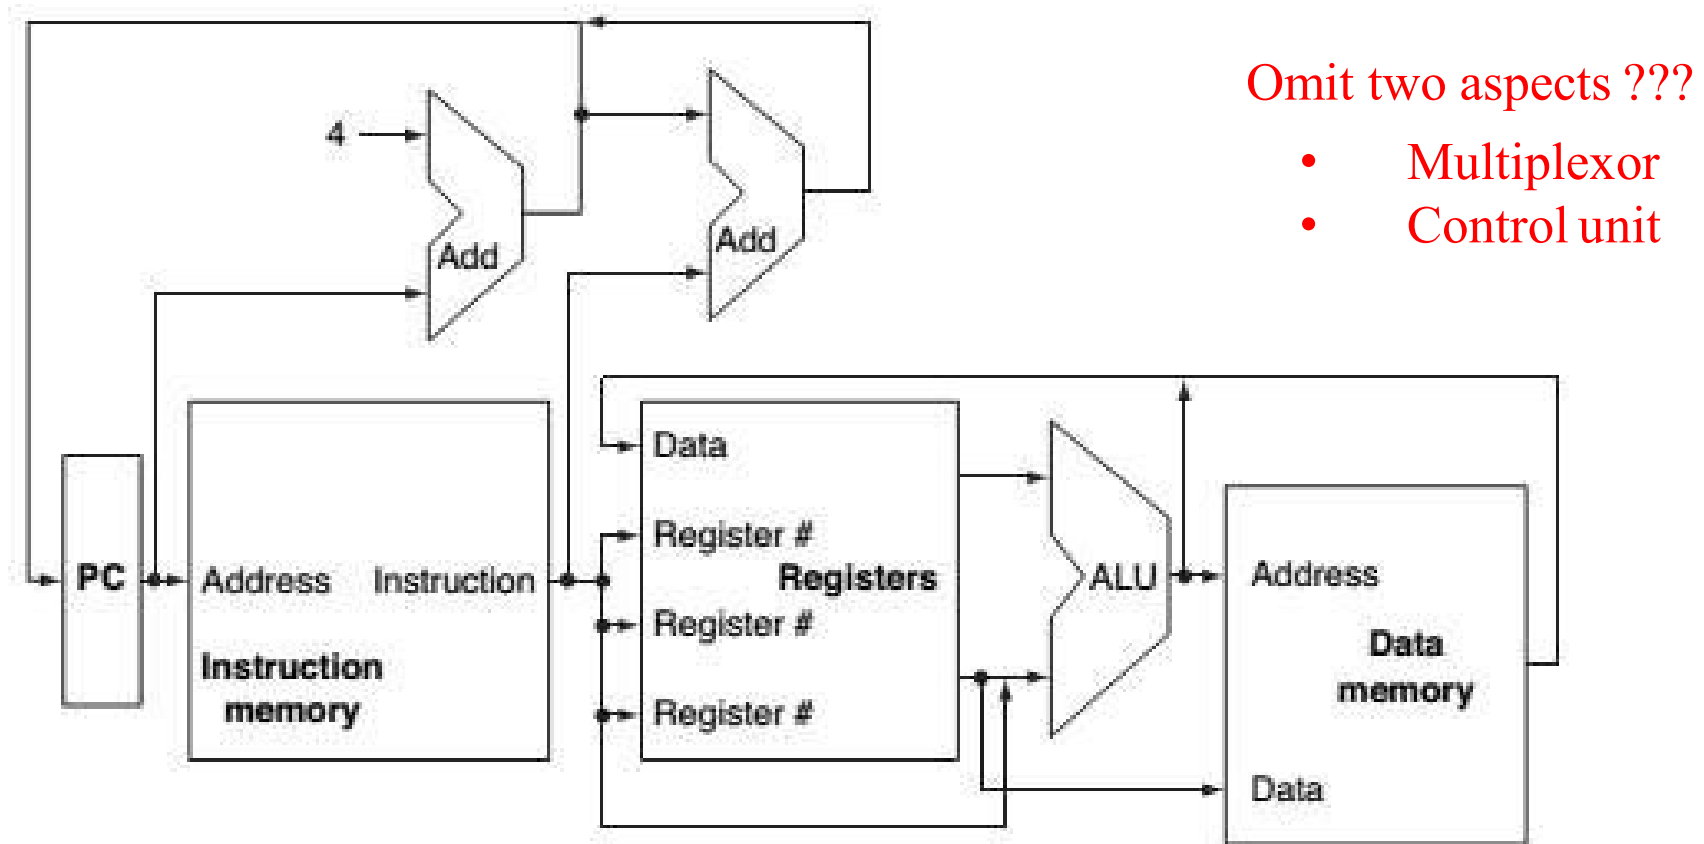 Omit two aspects ???
• Multiplexor
• Control unit
4
Add
Add
PC
Address
Instruction
Instruction
memory
Data
Register #
Registers
Register #
Register #
ALU
Address
Data
memory
Data